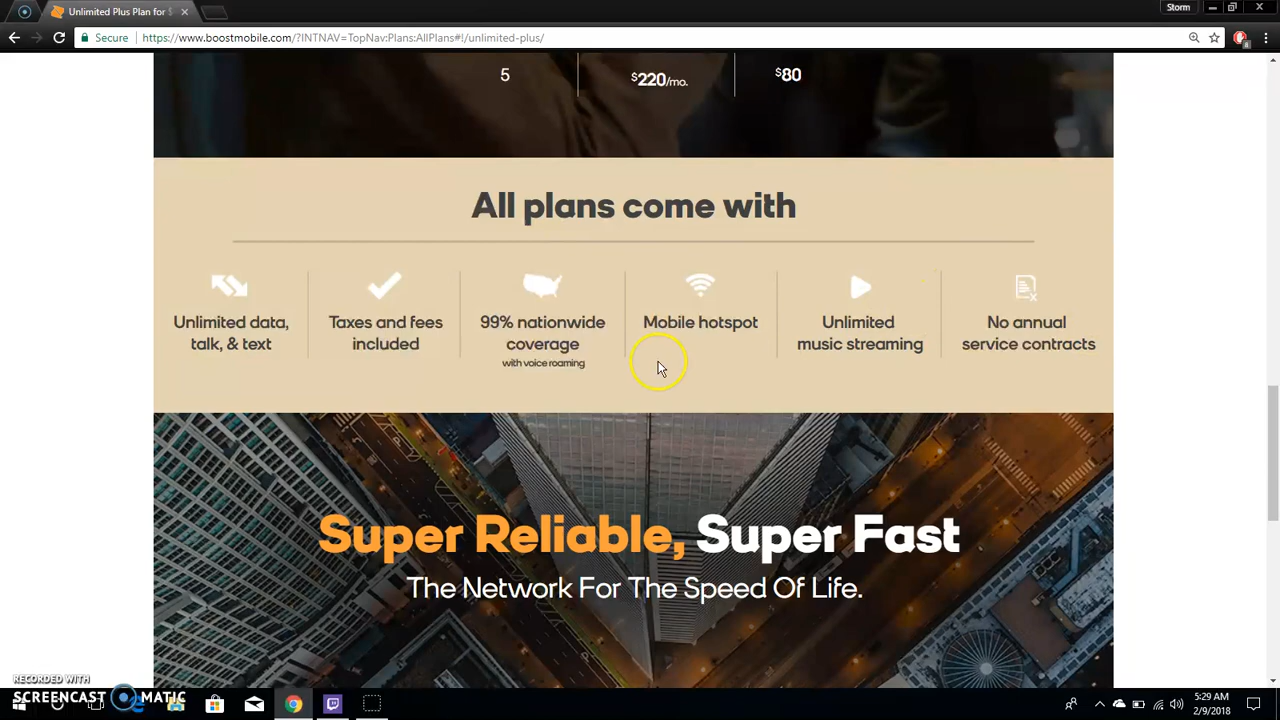 Unlimited Plus Plan for $
Storm
Secure
https://www.boostmobile.com/?INTNAV=TopNav:Plans:AllPlans#!/unlimited-plus/
5
$220/mo.
$80
All plans come with
Unlimited data,
talk, & text
Taxes and fees
included
99% nationwide
coverage
with voice roaming
Mobile hotspot
Unlimited
music streaming
No annual
service contracts
Super Reliable, Super Fast
The Network For The Speed Of Life.
RECORDED WITH
SCREENCAST MATIC
5:29 AM
2/9/2018